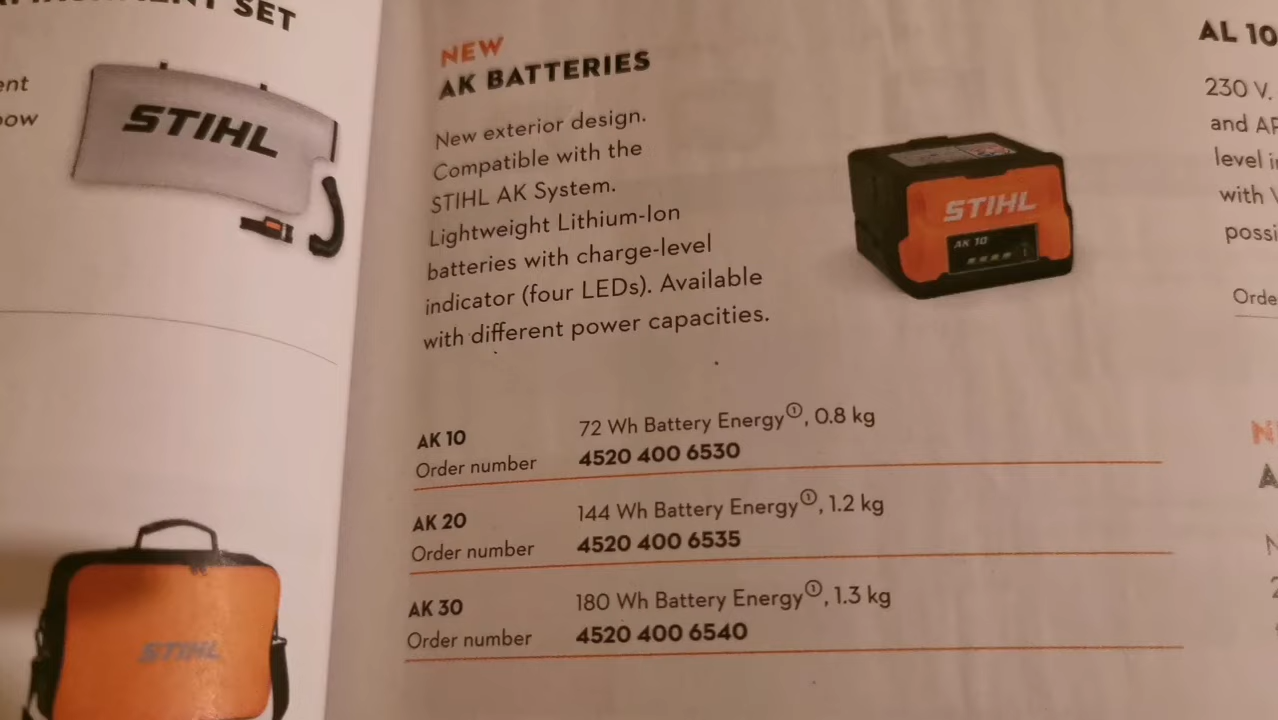 SET
STIHL
STIHL
NEW
AK BATTERIES
New exterior design.
Compatible with the
STIHL AK System.
Lightweight Lithium-Ion
batteries with charge-level
indicator (four LEDs). Available
with different power capacities.
STIHL
AK 10
AK 10 72 Wh Battery Energy①, 0.8 kg
Order number 4520 400 6530
AK 20 144 Wh Battery Energy①, 1.2 kg
Order number 4520 400 6535
AK 30 180 Wh Battery Energy①, 1.3 kg
Order number 4520 400 6540
AL 10
230 V.
and
level
with